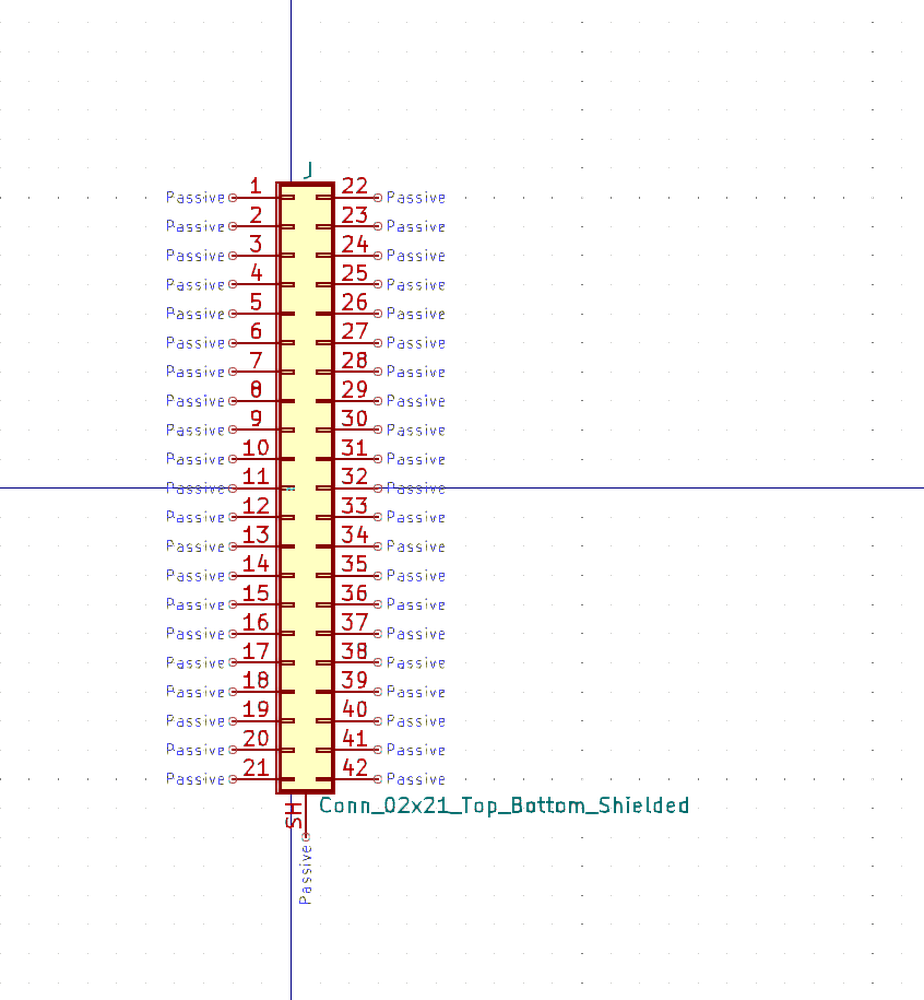 J
Passive 1 22 Passive
Passive 2 23 Passive
Passive 3 24 Passive
Passive 4 25 Passive
Passive 5 26 Passive
Passive 6 27 Passive
Passive 7 28 Passive
Passive 8 29 Passive
Passive 9 30 Passive
Passive 10 31 Passive
Passive 11 32 Passive
Passive 12 33 Passive
Passive 13 34 Passive
Passive 14 35 Passive
Passive 15 36 Passive
Passive 16 37 Passive
Passive 17 38 Passive
Passive 18 39 Passive
Passive 19 40 Passive
Passive 20 41 Passive
Passive 21 42 Passive
SH
Conn_02x21_Top_Bottom_Shielded
Passive